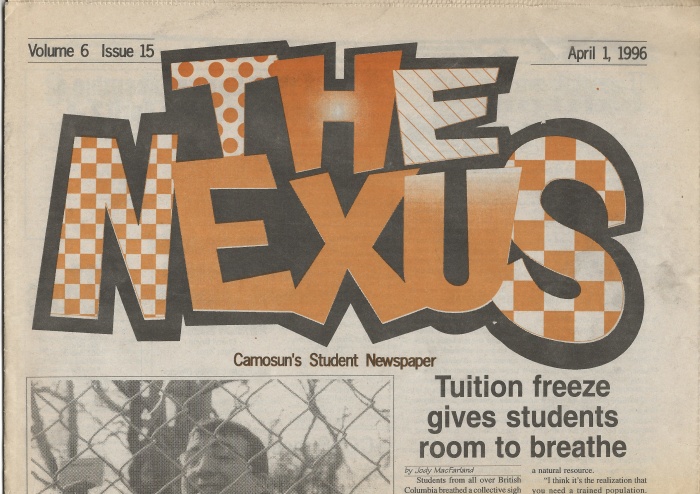 Volume 6 Issue 15
April 1, 1996
THE
NEXUS
Camosun's Student Newspaper
Tuition freeze
gives students
room to breathe
by Jody MacFarland
Students from all over British
Columbia breathed a collective sigh
a natural resource.
"I think it's the realization that
you need a trained population,